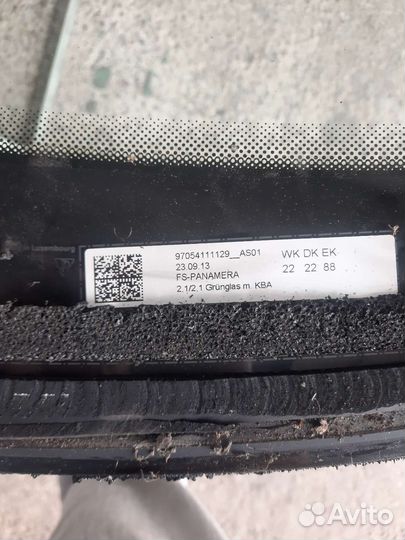 Luxembourg
97054111129__AS01 WK DK EK
23.09.13 22 22 88
FS-PANAMERA
2.1/2.1 Grünglas m. KBA
Avito